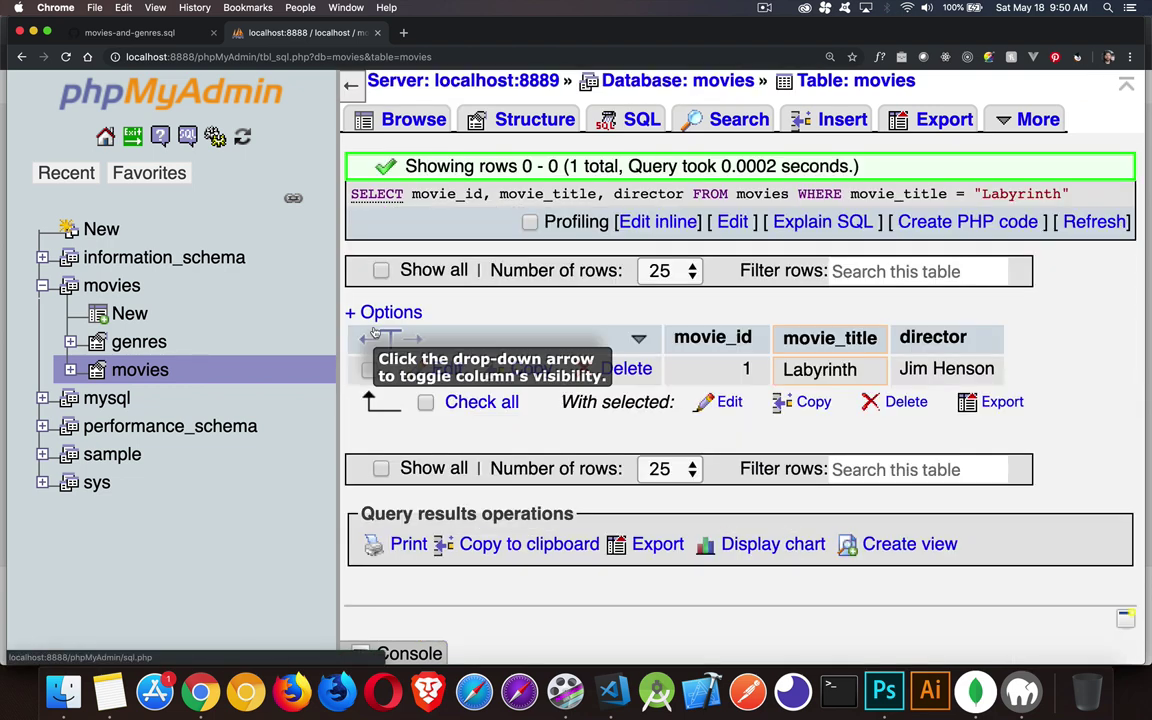 Chrome File Edit View History Bookmarks People Window Help 100% Sat May 18 9:50 AM
movies-and-genres.sql × localhost:8888 / localhost / mo × +
localhost:8888/phpMyAdmin/tbl_sql.php?db=movies&table=movies
phpMyAdmin
Recent Favorites
New
information_schema
movies
New
genres
movies
mysql
performance_schema
sample
sys
Server: localhost:8889 » Database: movies » Table: movies
Browse Structure SQL Search Insert Export More
Showing rows 0 - 0 (1 total, Query took 0.0002 seconds.)
SELECT movie_id, movie_title, director FROM movies WHERE movie_title = "Labyrinth"
Profiling [Edit inline] [ Edit ] [ Explain SQL ] [ Create PHP code ] [ Refresh]
Show all | Number of rows: 25 Filter rows: Search this table
+ Options
←T→ movie_id movie_title director
Edit Copy Delete 1 Labyrinth Jim Henson
Click the drop-down arrow
to toggle column's visibility.
Check all With selected: Edit Copy Delete Export
Show all | Number of rows: 25 Filter rows: Search this table
Query results operations
Print Copy to clipboard Export Display chart Create view
Console
localhost:8888/phpMyAdmin/sql.php
1
Ps Ai